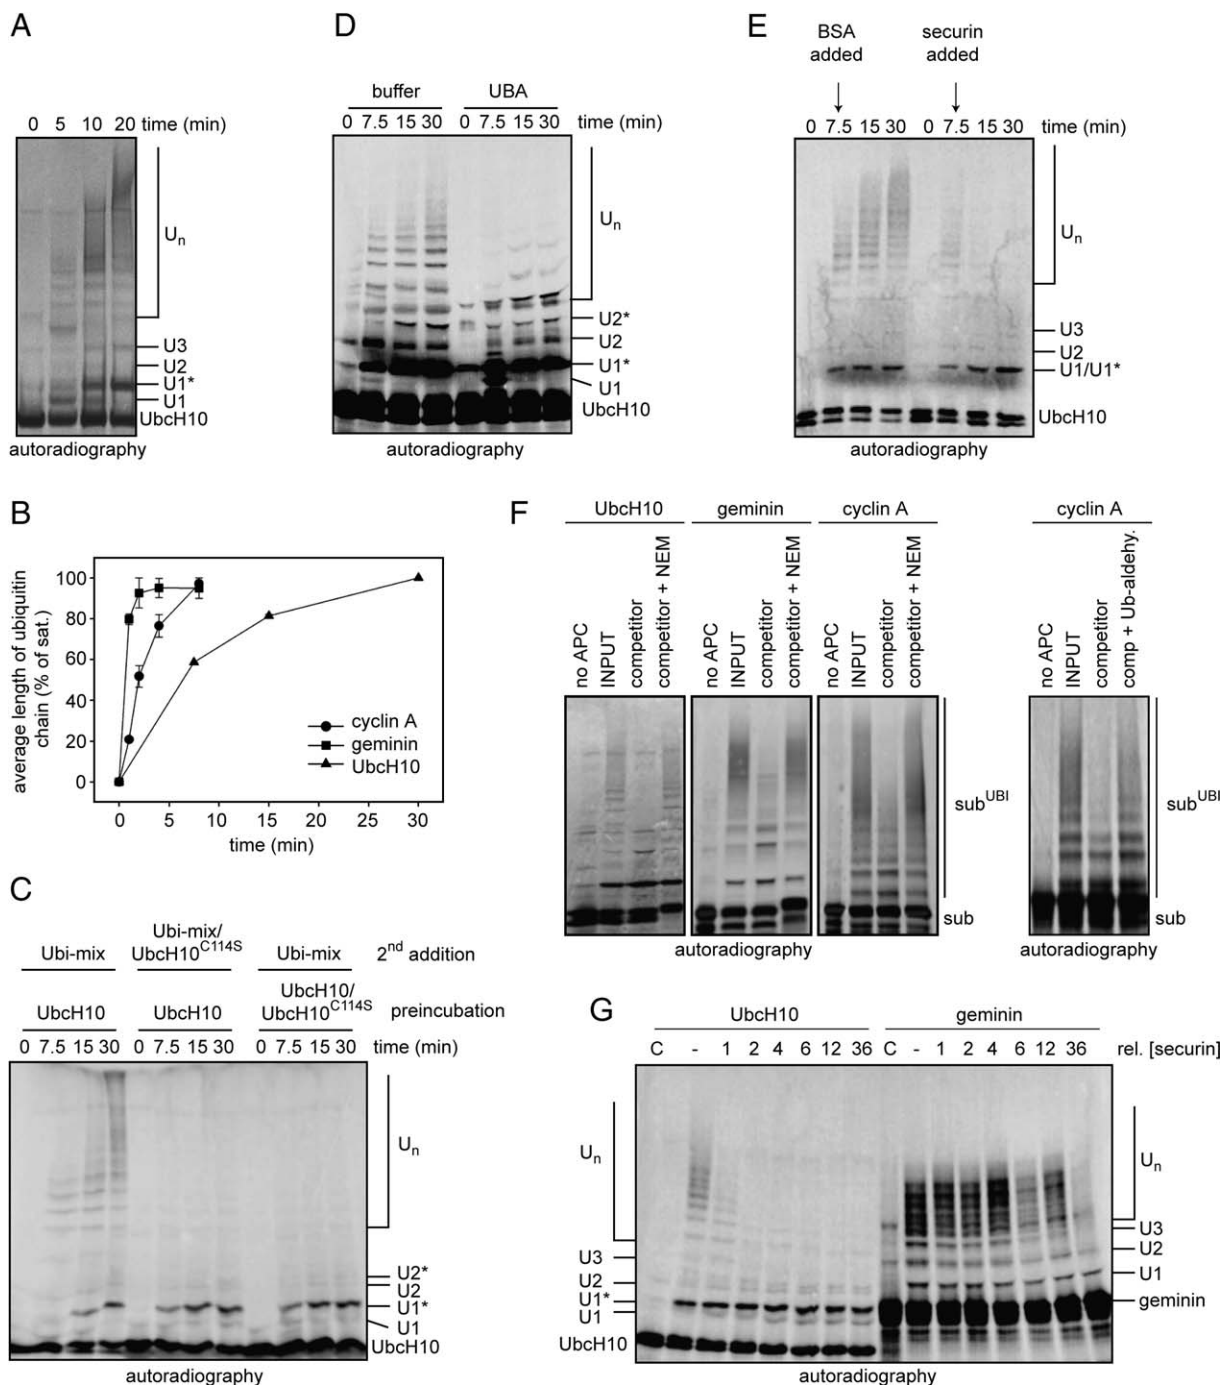 A
0 5 10 20 time (min)
Uₙ
U3
U2
U1*
U1
UbcH10
autoradiography
B
average length of ubiquitin
chain (% of sat.)
100
80
60
40
20
0
cyclin A
geminin
UbcH10
0 5 10 15 20 25 30
time (min)
C
Ubi-mix Ubi-mix/ UbcH10^C114S Ubi-mix 2nd addition
UbcH10 UbcH10 UbcH10/ UbcH10^C114S preincubation
0 7.5 15 30 0 7.5 15 30 0 7.5 15 30 time (min)
Uₙ
U2*
U2
U1*
U1
UbcH10
autoradiography
D
buffer UBA
0 7.5 15 30 0 7.5 15 30 time (min)
Uₙ
U2*
U2
U1*
U1
UbcH10
autoradiography
E
BSA added securin added
0 7.5 15 30 0 7.5 15 30 time (min)
Uₙ
U3
U2
U1/U1*
UbcH10
autoradiography
F
UbcH10 geminin cyclin A cyclin A
no APC INPUT competitor competitor + NEM
no APC INPUT competitor competitor + NEM
no APC INPUT competitor competitor + NEM
no APC INPUT competitor comp + Ub-aldehy.
sub^UBI
sub^UBI
sub
sub
autoradiography
autoradiography
G
UbcH10 geminin
C - 1 2 4 6 12 36 C - 1 2 4 6 12 36 rel. [securin]
Uₙ
U3
U2
U1*
U1
UbcH10
Uₙ
U3
U2
U1
geminin
autoradiography